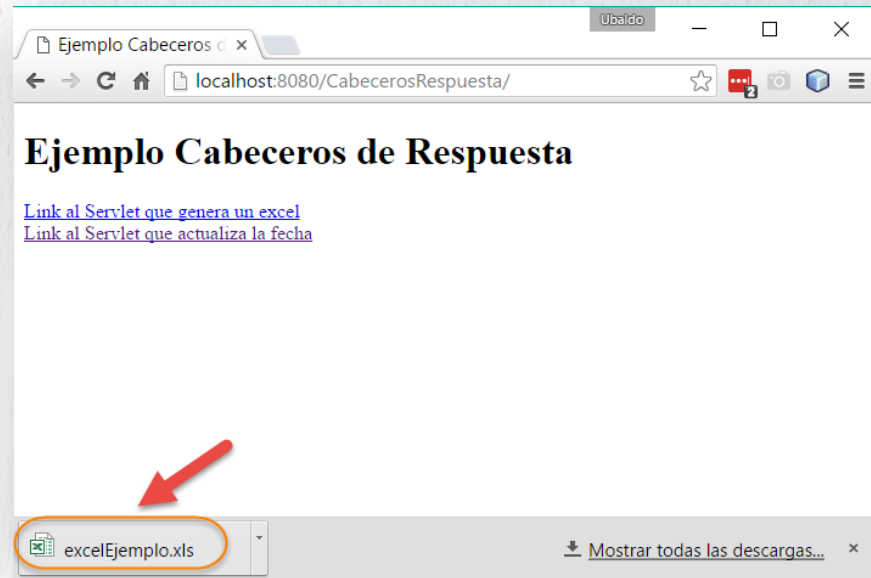 Ubaldo
Ejemplo Cabeceros d
localhost:8080/CabecerosRespuesta/
2
Ejemplo Cabeceros de Respuesta
Link al Servlet que genera un excel
Link al Servlet que actualiza la fecha
excelEjemplo.xls
Mostrar todas las descargas...